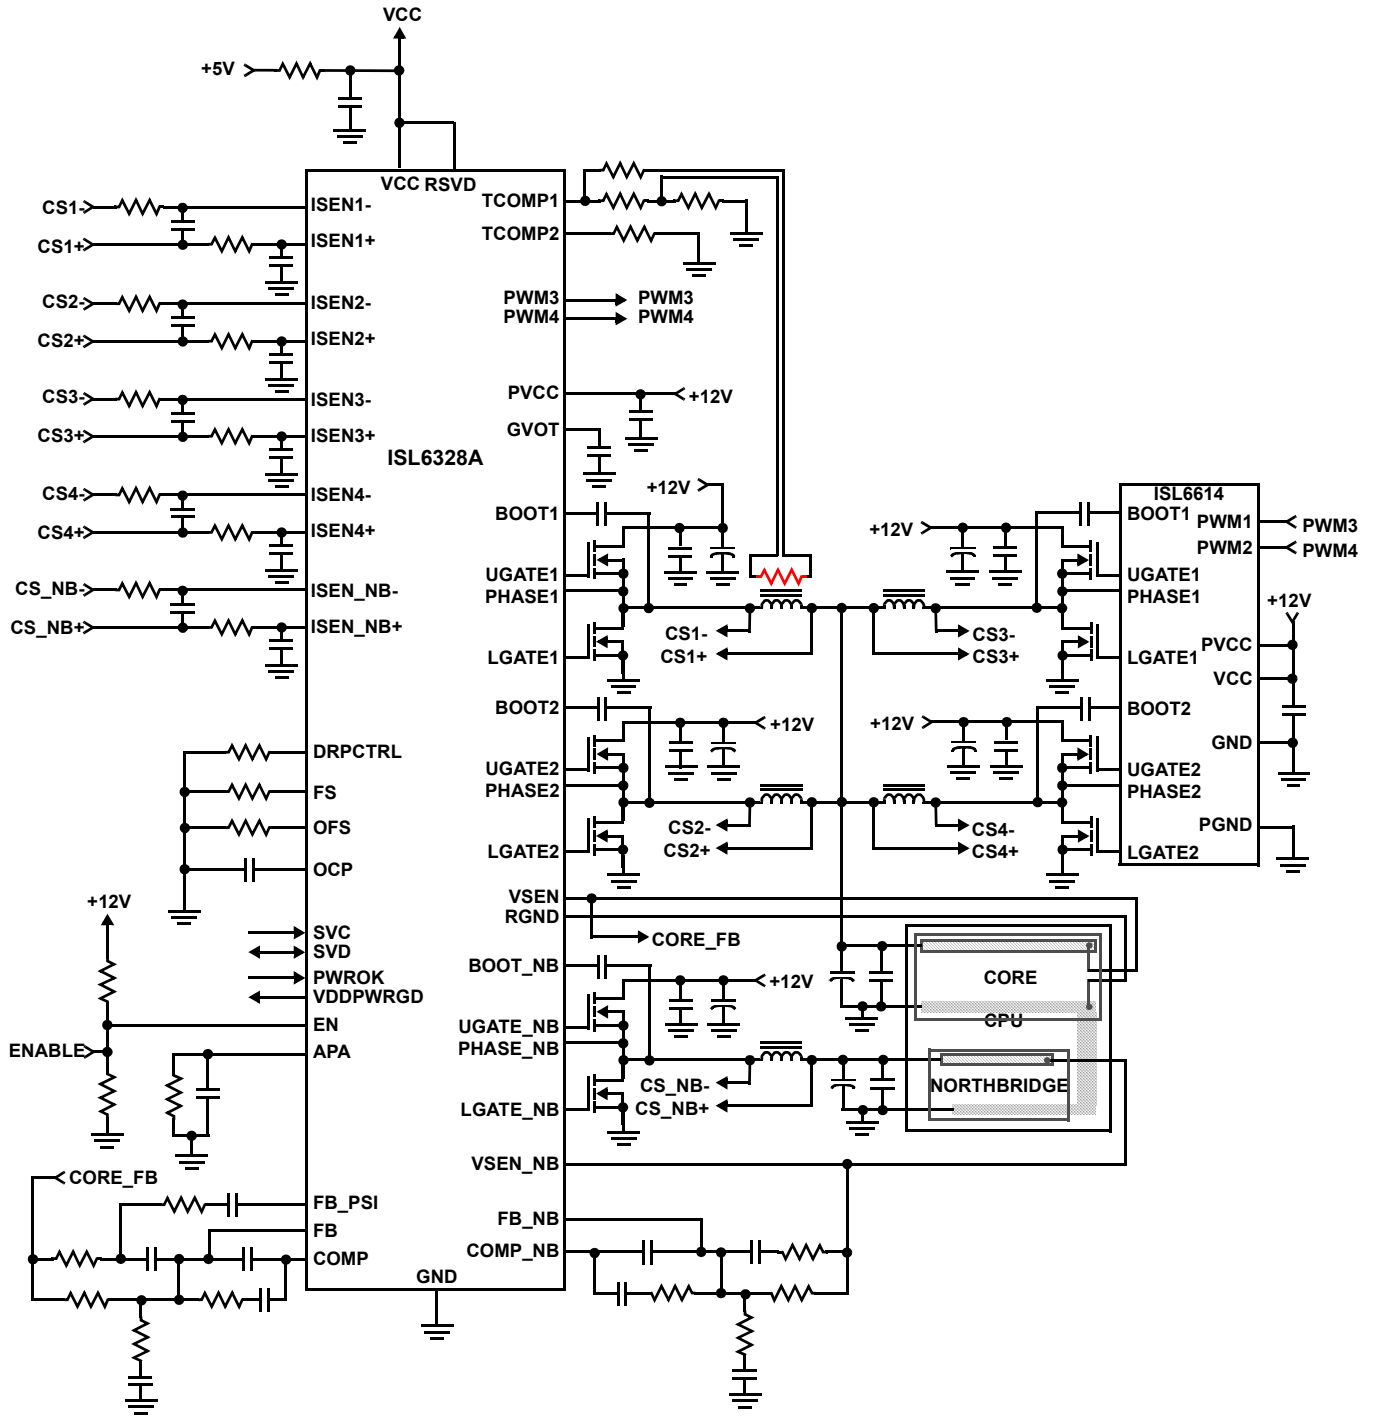 VCC
+5V
VCC RSVD
CS1-
ISEN1-
CS1+
ISEN1+
CS2-
ISEN2-
CS2+
ISEN2+
CS3-
ISEN3-
CS3+
ISEN3+
CS4-
ISEN4-
CS4+
ISEN4+
CS_NB-
ISEN_NB-
CS_NB+
ISEN_NB+
DRPCTRL
FS
OFS
OCP
+12V
SVC
SVD
PWROK
VDDPWRGD
EN
ENABLE
APA
CORE_FB
FB_PSI
FB
COMP
GND
ISL6328A
TCOMP1
TCOMP2
PWM3
PWM3
PWM4
PWM4
PVCC
+12V
GVOT
+12V
BOOT1
UGATE1
PHASE1
CS1-
CS1+
LGATE1
BOOT2
+12V
UGATE2
PHASE2
CS2-
CS2+
LGATE2
VSEN
RGND
CORE_FB
BOOT_NB
+12V
UGATE_NB
PHASE_NB
CS_NB-
CS_NB+
LGATE_NB
VSEN_NB
FB_NB
COMP_NB
+12V
CS3-
CS3+
+12V
CS4-
CS4+
ISL6614
BOOT1
PWM1
PWM3
PWM2
PWM4
UGATE1
PHASE1
+12V
PVCC
LGATE1
VCC
BOOT2
GND
UGATE2
PHASE2
PGND
LGATE2
CORE
CPU
NORTHBRIDGE